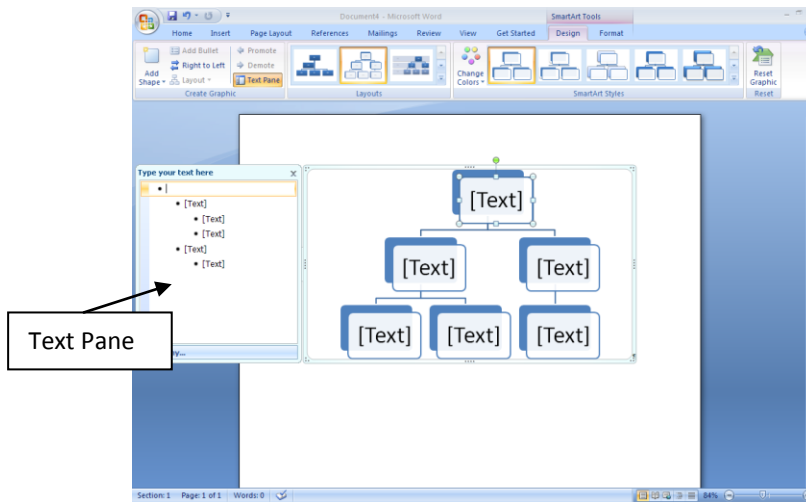 Document4 - Microsoft Word
SmartArt Tools
Home Insert Page Layout References Mailings Review View Get Started Design Format
Add Shape
Add Bullet
Right to Left
Layout
Promote
Demote
Text Pane
Create Graphic
Layouts
Change Colors
SmartArt Styles
Reset Graphic
Reset
Type your text here
[Text]
[Text]
[Text]
[Text]
[Text]
[Text]
[Text] [Text]
[Text] [Text] [Text]
Text Pane
Section: 1 Page: 1 of 1 Words: 0
84%